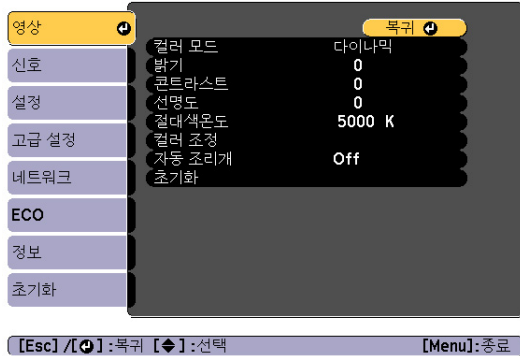 영상
신호
설정
고급 설정
네트워크
ECO
정보
초기화
복귀
컬러 모드 다이나믹
밝기 0
콘트라스트 0
선명도 0
절대색온도 5000 K
컬러 조정
자동 조리개 Off
초기화
[Esc] /[⏎] :복귀 [◆] :선택 [Menu]:종료